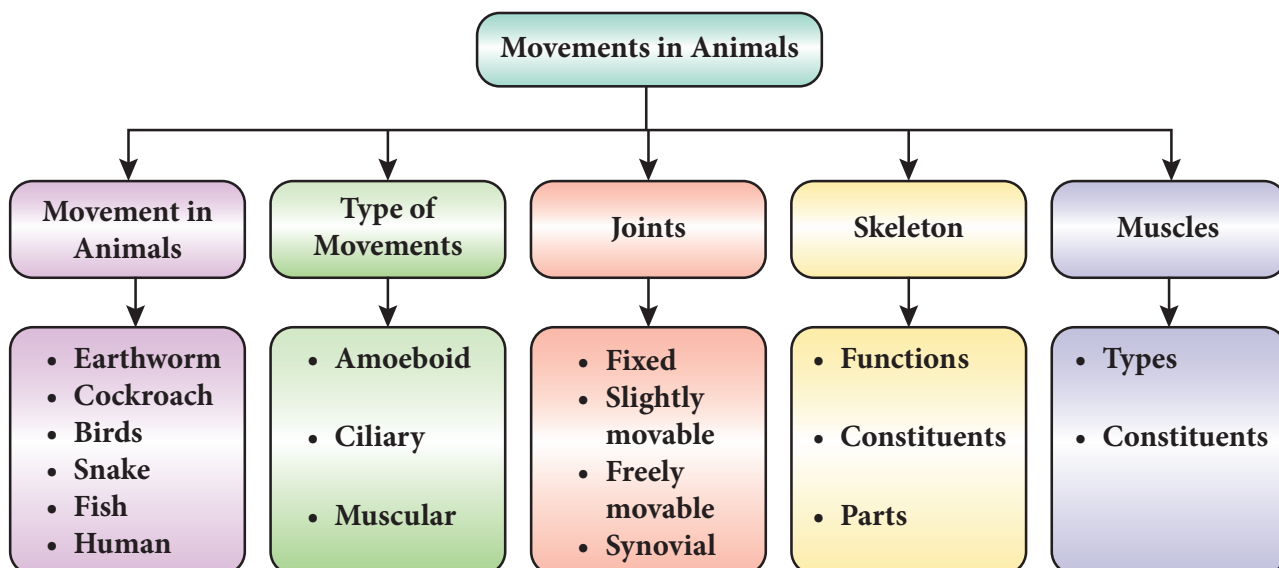 Movements in Animals
Movement in
Animals
Type of
Movements
Joints
Skeleton
Muscles
• Earthworm
• Cockroach
• Birds
• Snake
• Fish
• Human
• Amoeboid
• Ciliary
• Muscular
• Fixed
• Slightly
movable
• Freely
movable
• Synovial
• Functions
• Constituents
• Parts
• Types
• Constituents